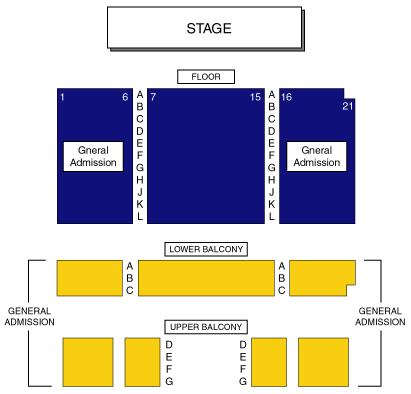 STAGE
FLOOR
1 6 7 15 16 21
A A
B B
C C
D D
E E
F F
G G
H H
J J
K K
L L
Gneral
Admission
Gneral
Admission
LOWER BALCONY
A A
B B
C C
GENERAL
ADMISSION
GENERAL
ADMISSION
UPPER BALCONY
D D
E E
F F
G G